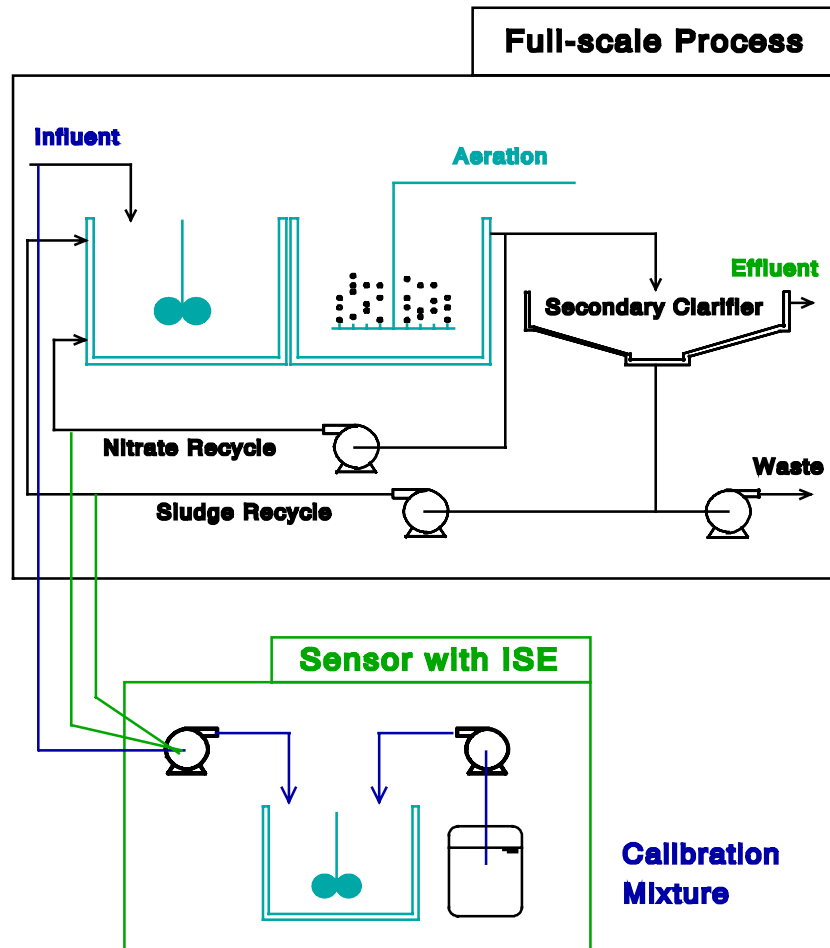 Full-scale Process
Influent
Aeration
Effluent
Secondary Clarifier
Nitrate Recycle
Waste
Sludge Recycle
Sensor with ISE
Calibration
Mixture